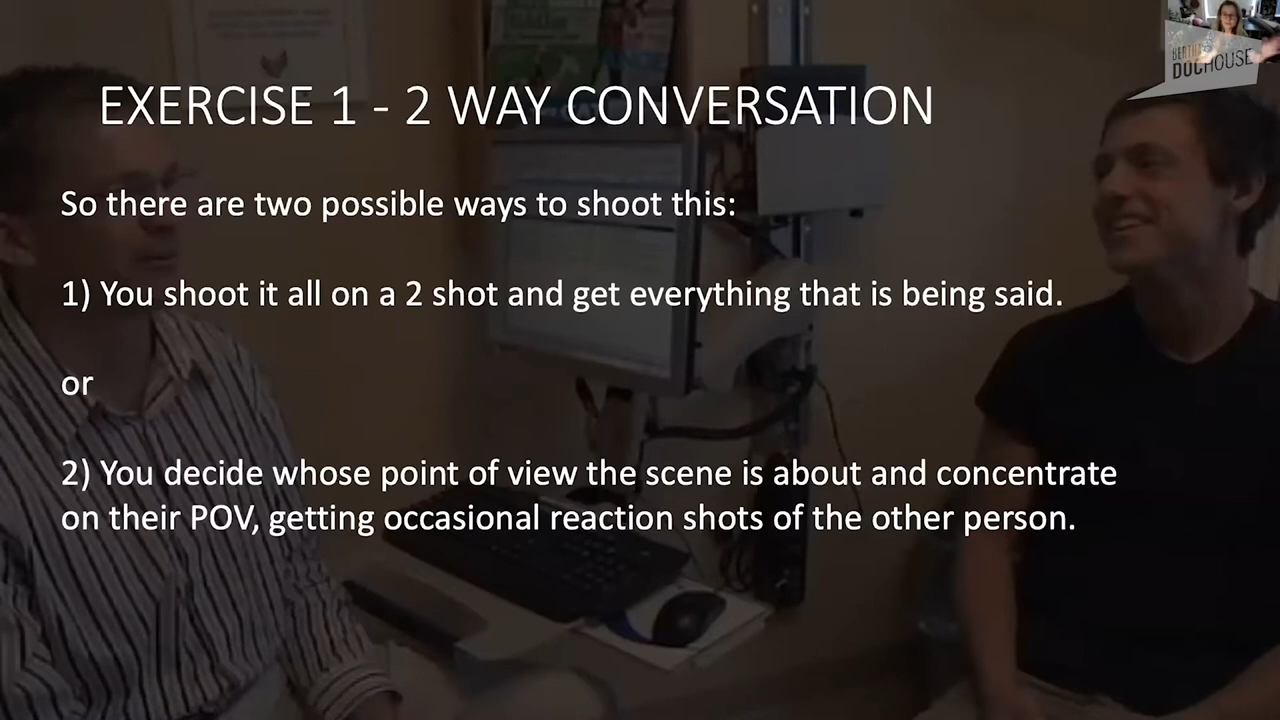 EXERCISE 1 - 2 WAY CONVERSATION
So there are two possible ways to shoot this:
1) You shoot it all on a 2 shot and get everything that is being said.
or
2) You decide whose point of view the scene is about and concentrate
on their POV, getting occasional reaction shots of the other person.
BERTHA
DOCHOUSE